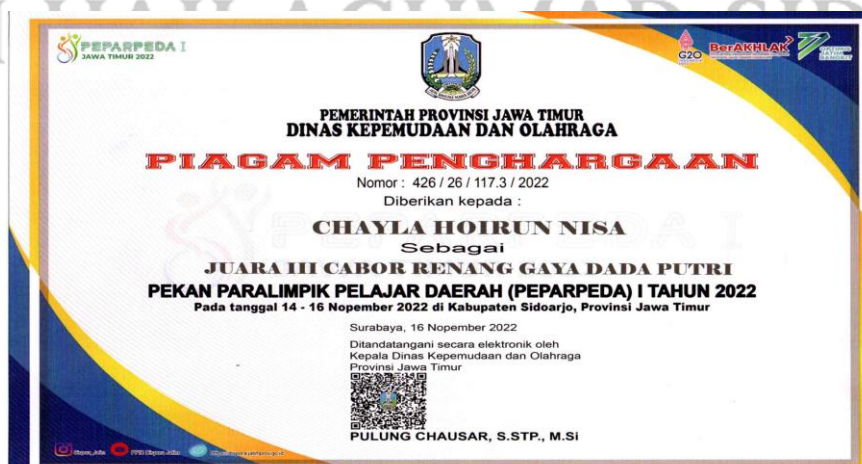 PEPARPEDA I
JAWA TIMUR 2022
G20
BerAKHLAK
PEMERINTAH PROVINSI JAWA TIMUR
DINAS KEPEMUDAAN DAN OLAHRAGA
PIAGAM PENGHARGAAN
Nomor : 426 / 26 / 117.3 / 2022
Diberikan kepada :
CHAYLA HOIRUN NISA
Sebagai
JUARA III CABOR RENANG GAYA DADA PUTRI
PEKAN PARALIMPIK PELAJAR DAERAH (PEPARPEDA) I TAHUN 2022
Pada tanggal 14 - 16 Nopember 2022 di Kabupaten Sidoarjo, Provinsi Jawa Timur
Surabaya, 16 Nopember 2022
Ditandatangani secara elektronik oleh
Kepala Dinas Kepemudaan dan Olahraga
Provinsi Jawa Timur
PULUNG CHAUSAR, S.STP., M.Si